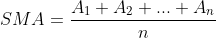 SMA = \frac{A_1 + A_2 + ... + A_n}{n}